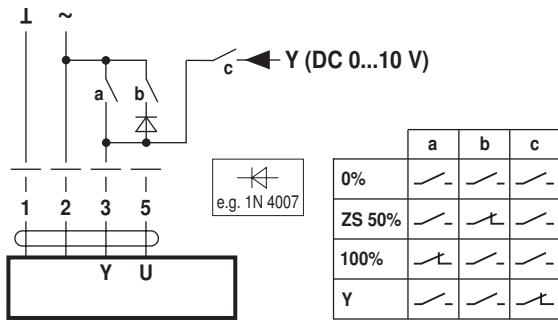 ⊥ ~
c Y (DC 0...10 V)
a b
e.g. 1N 4007
1 2 3 5
Y U
a b c
0%
ZS 50%
100%
Y